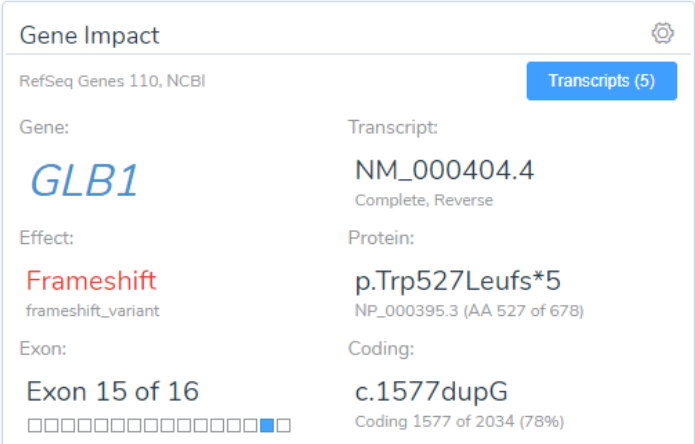 Gene Impact
RefSeq Genes 110, NCBI
Transcripts (5)
Gene:
GLB1
Transcript:
NM_000404.4
Complete, Reverse
Effect:
Frameshift
frameshift_variant
Protein:
p.Trp527Leufs*5
NP_000395.3 (AA 527 of 678)
Exon:
Exon 15 of 16
Coding:
c.1577dupG
Coding 1577 of 2034 (78%)